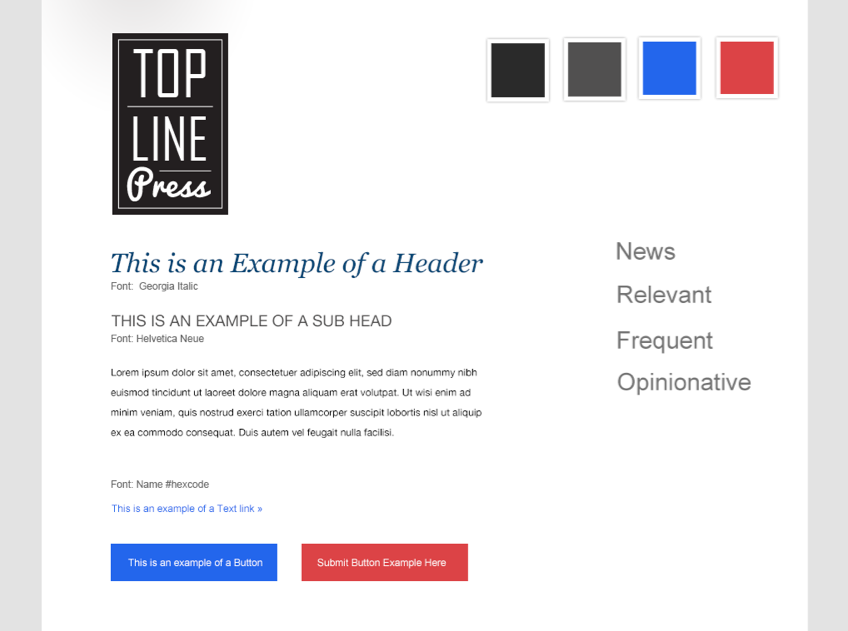 TOP
LINE
Press
This is an Example of a Header
Font:  Georgia Italic
THIS IS AN EXAMPLE OF A SUB HEAD
Font: Helvetica Neue
Lorem ipsum dolor sit amet, consectetuer adipiscing elit, sed diam nonummy nibh
euismod tincidunt ut laoreet dolore magna aliquam erat volutpat. Ut wisi enim ad
minim veniam, quis nostrud exerci tation ullamcorper suscipit lobortis nisl ut aliquip
ex ea commodo consequat. Duis autem vel feugait nulla facilisi.
Font: Name #hexcode
This is an example of a Text link »
This is an example of a Button
Submit Button Example Here
News
Relevant
Frequent
Opinionative